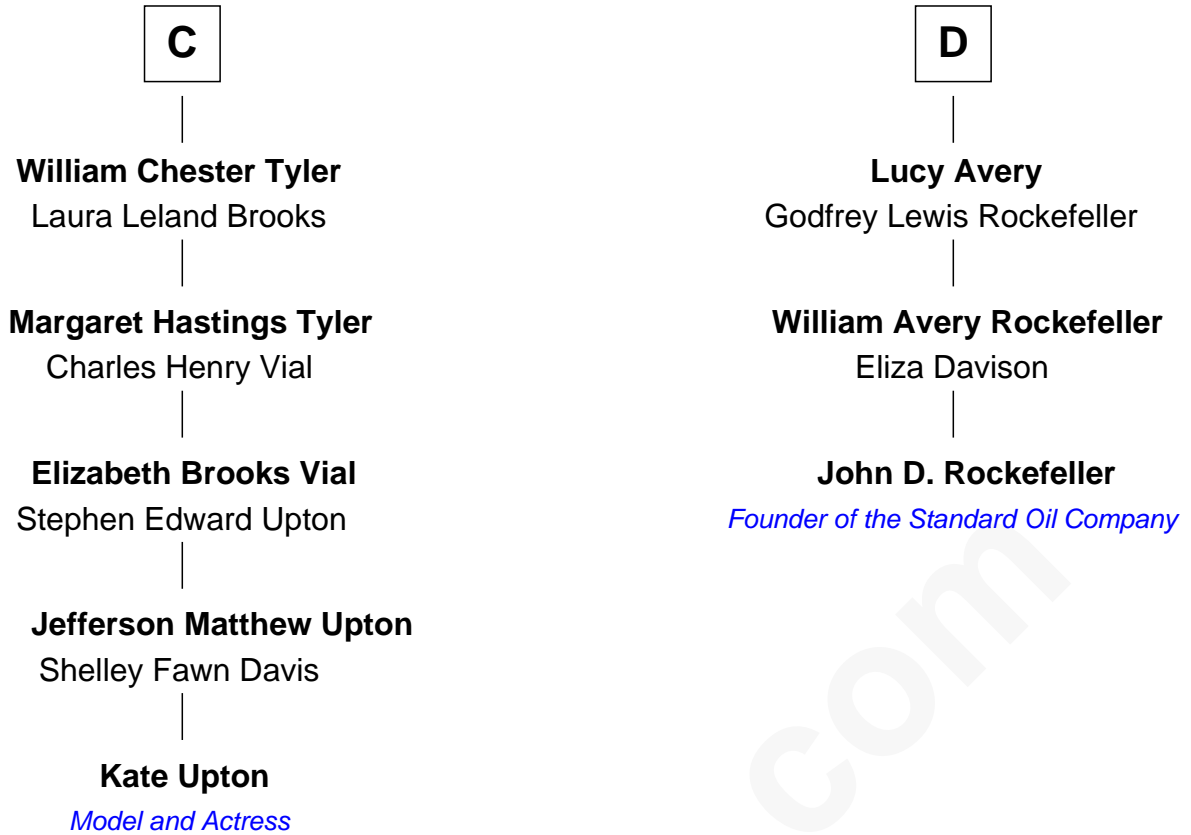 C
William Chester Tyler
Laura Leland Brooks
Margaret Hastings Tyler
Charles Henry Vial
Elizabeth Brooks Vial
Stephen Edward Upton
Jefferson Matthew Upton
Shelley Fawn Davis
Kate Upton
Model and Actress
D
Lucy Avery
Godfrey Lewis Rockefeller
William Avery Rockefeller
Eliza Davison
John D. Rockefeller
Founder of the Standard Oil Company
com